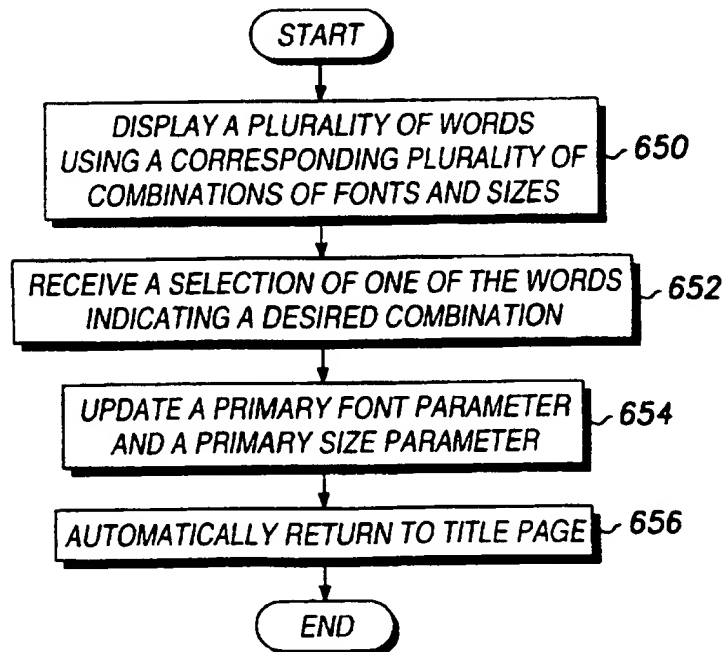 START
DISPLAY A PLURALITY OF WORDS
USING A CORRESPONDING PLURALITY OF
COMBINATIONS OF FONTS AND SIZES
650
RECEIVE A SELECTION OF ONE OF THE WORDS
INDICATING A DESIRED COMBINATION
652
UPDATE A PRIMARY FONT PARAMETER
AND A PRIMARY SIZE PARAMETER
654
AUTOMATICALLY RETURN TO TITLE PAGE
656
END